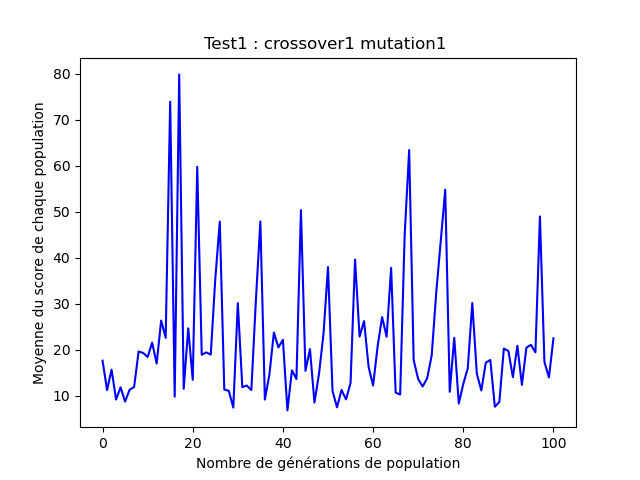 Test1 : crossover1 mutation1
80
70
60
50
40
30
20
10
Moyenne du score de chaque population
0 20 40 60 80 100
Nombre de générations de population